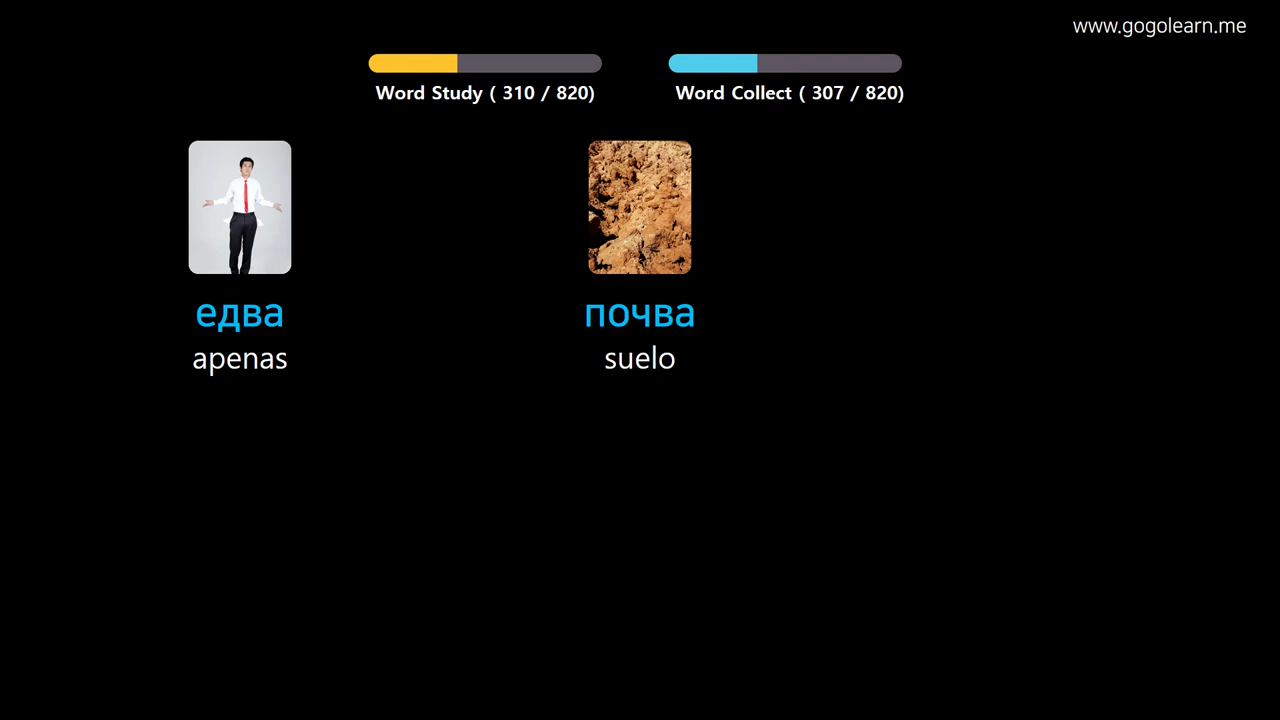 www.gogolearn.me
Word Study ( 310 / 820)
Word Collect ( 307 / 820)
едва
apenas
почва
suelo